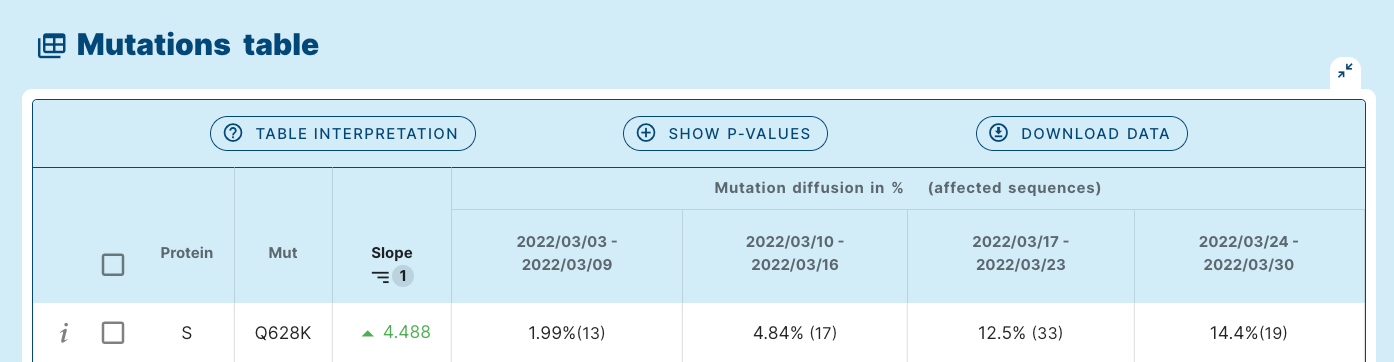 Mutations table
TABLE INTERPRETATION
SHOW P-VALUES
DOWNLOAD DATA
Mutation diffusion in % (affected sequences)
Protein
Mut
Slope
1
2022/03/03 -
2022/03/09
2022/03/10 -
2022/03/16
2022/03/17 -
2022/03/23
2022/03/24 -
2022/03/30
i S Q628K 4.488 1.99%(13) 4.84% (17) 12.5% (33) 14.4%(19)